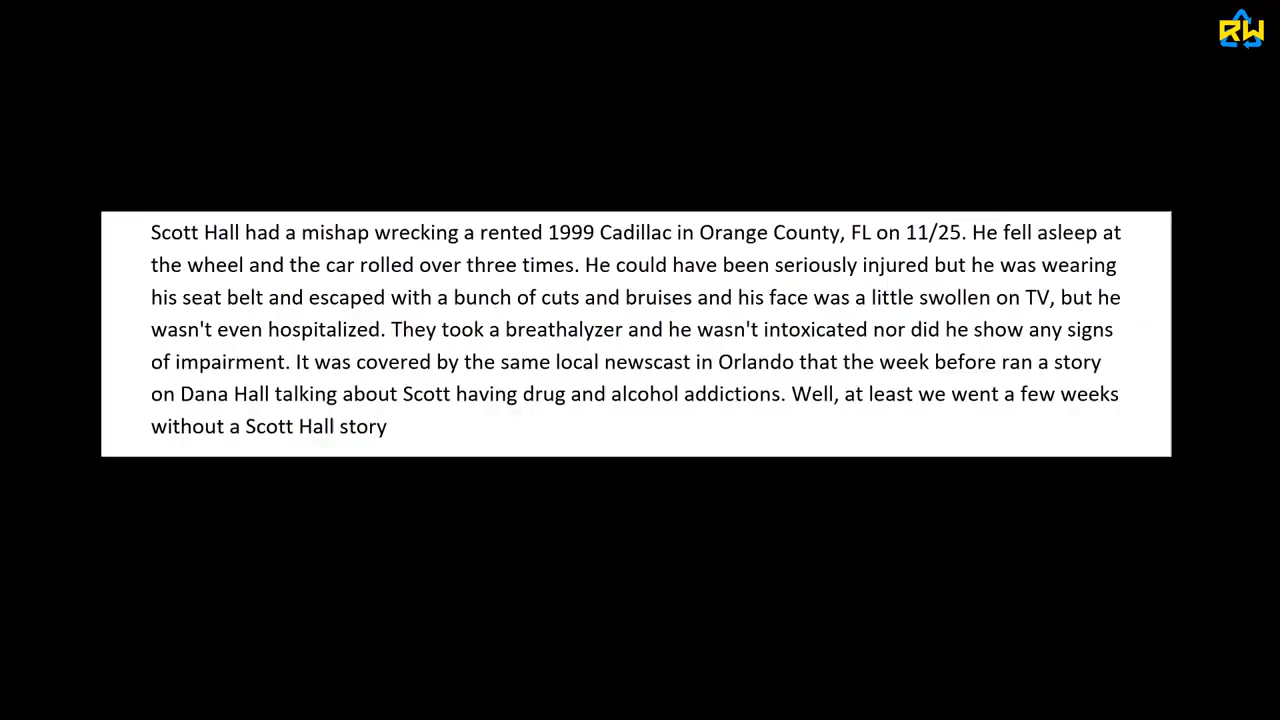 RW
Scott Hall had a mishap wrecking a rented 1999 Cadillac in Orange County, FL on 11/25. He fell asleep at
the wheel and the car rolled over three times. He could have been seriously injured but he was wearing
his seat belt and escaped with a bunch of cuts and bruises and his face was a little swollen on TV, but he
wasn't even hospitalized. They took a breathalyzer and he wasn't intoxicated nor did he show any signs
of impairment. It was covered by the same local newscast in Orlando that the week before ran a story
on Dana Hall talking about Scott having drug and alcohol addictions. Well, at least we went a few weeks
without a Scott Hall story